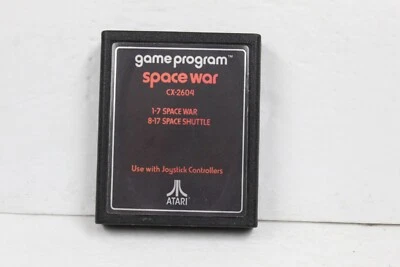 game program™
space war
CX-2604
1-7 SPACE WAR
8-17 SPACE SHUTTLE
Use with Joystick Controllers
ATARI®